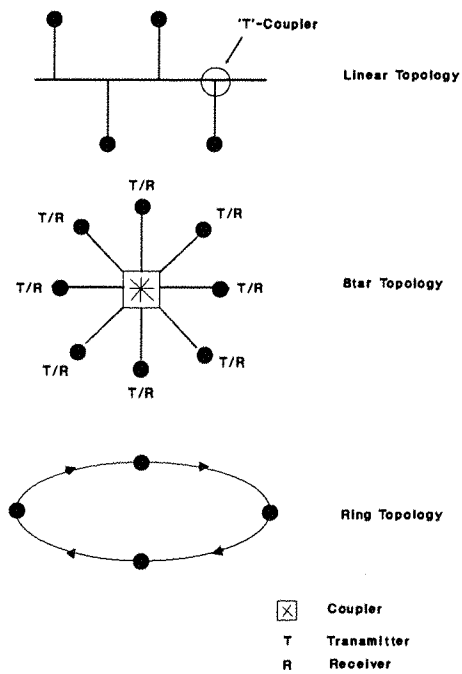 'T'-Coupler
Linear Topology
T/R
T/R
T/R
T/R
T/R
Star Topology
T/R
T/R
T/R
Ring Topology
Coupler
T Tranamitter
R Receiver